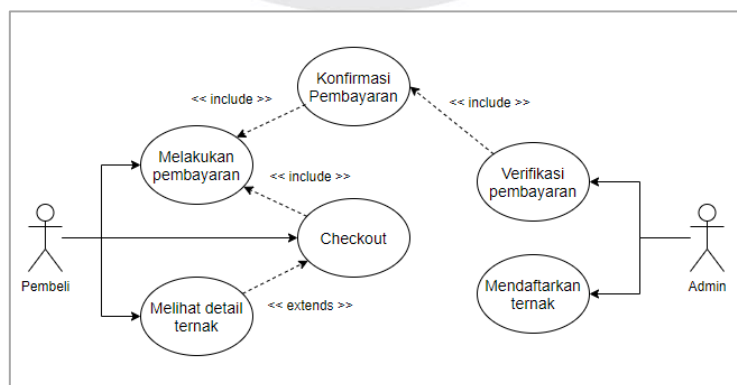 Konfirmasi
Pembayaran
<< include >>
<< include >>
Melakukan
pembayaran
<< include >>
Verifikasi
pembayaran
Checkout
Pembeli
Melihat detail
ternak
<< extends >>
Mendaftarkan
ternak
Admin